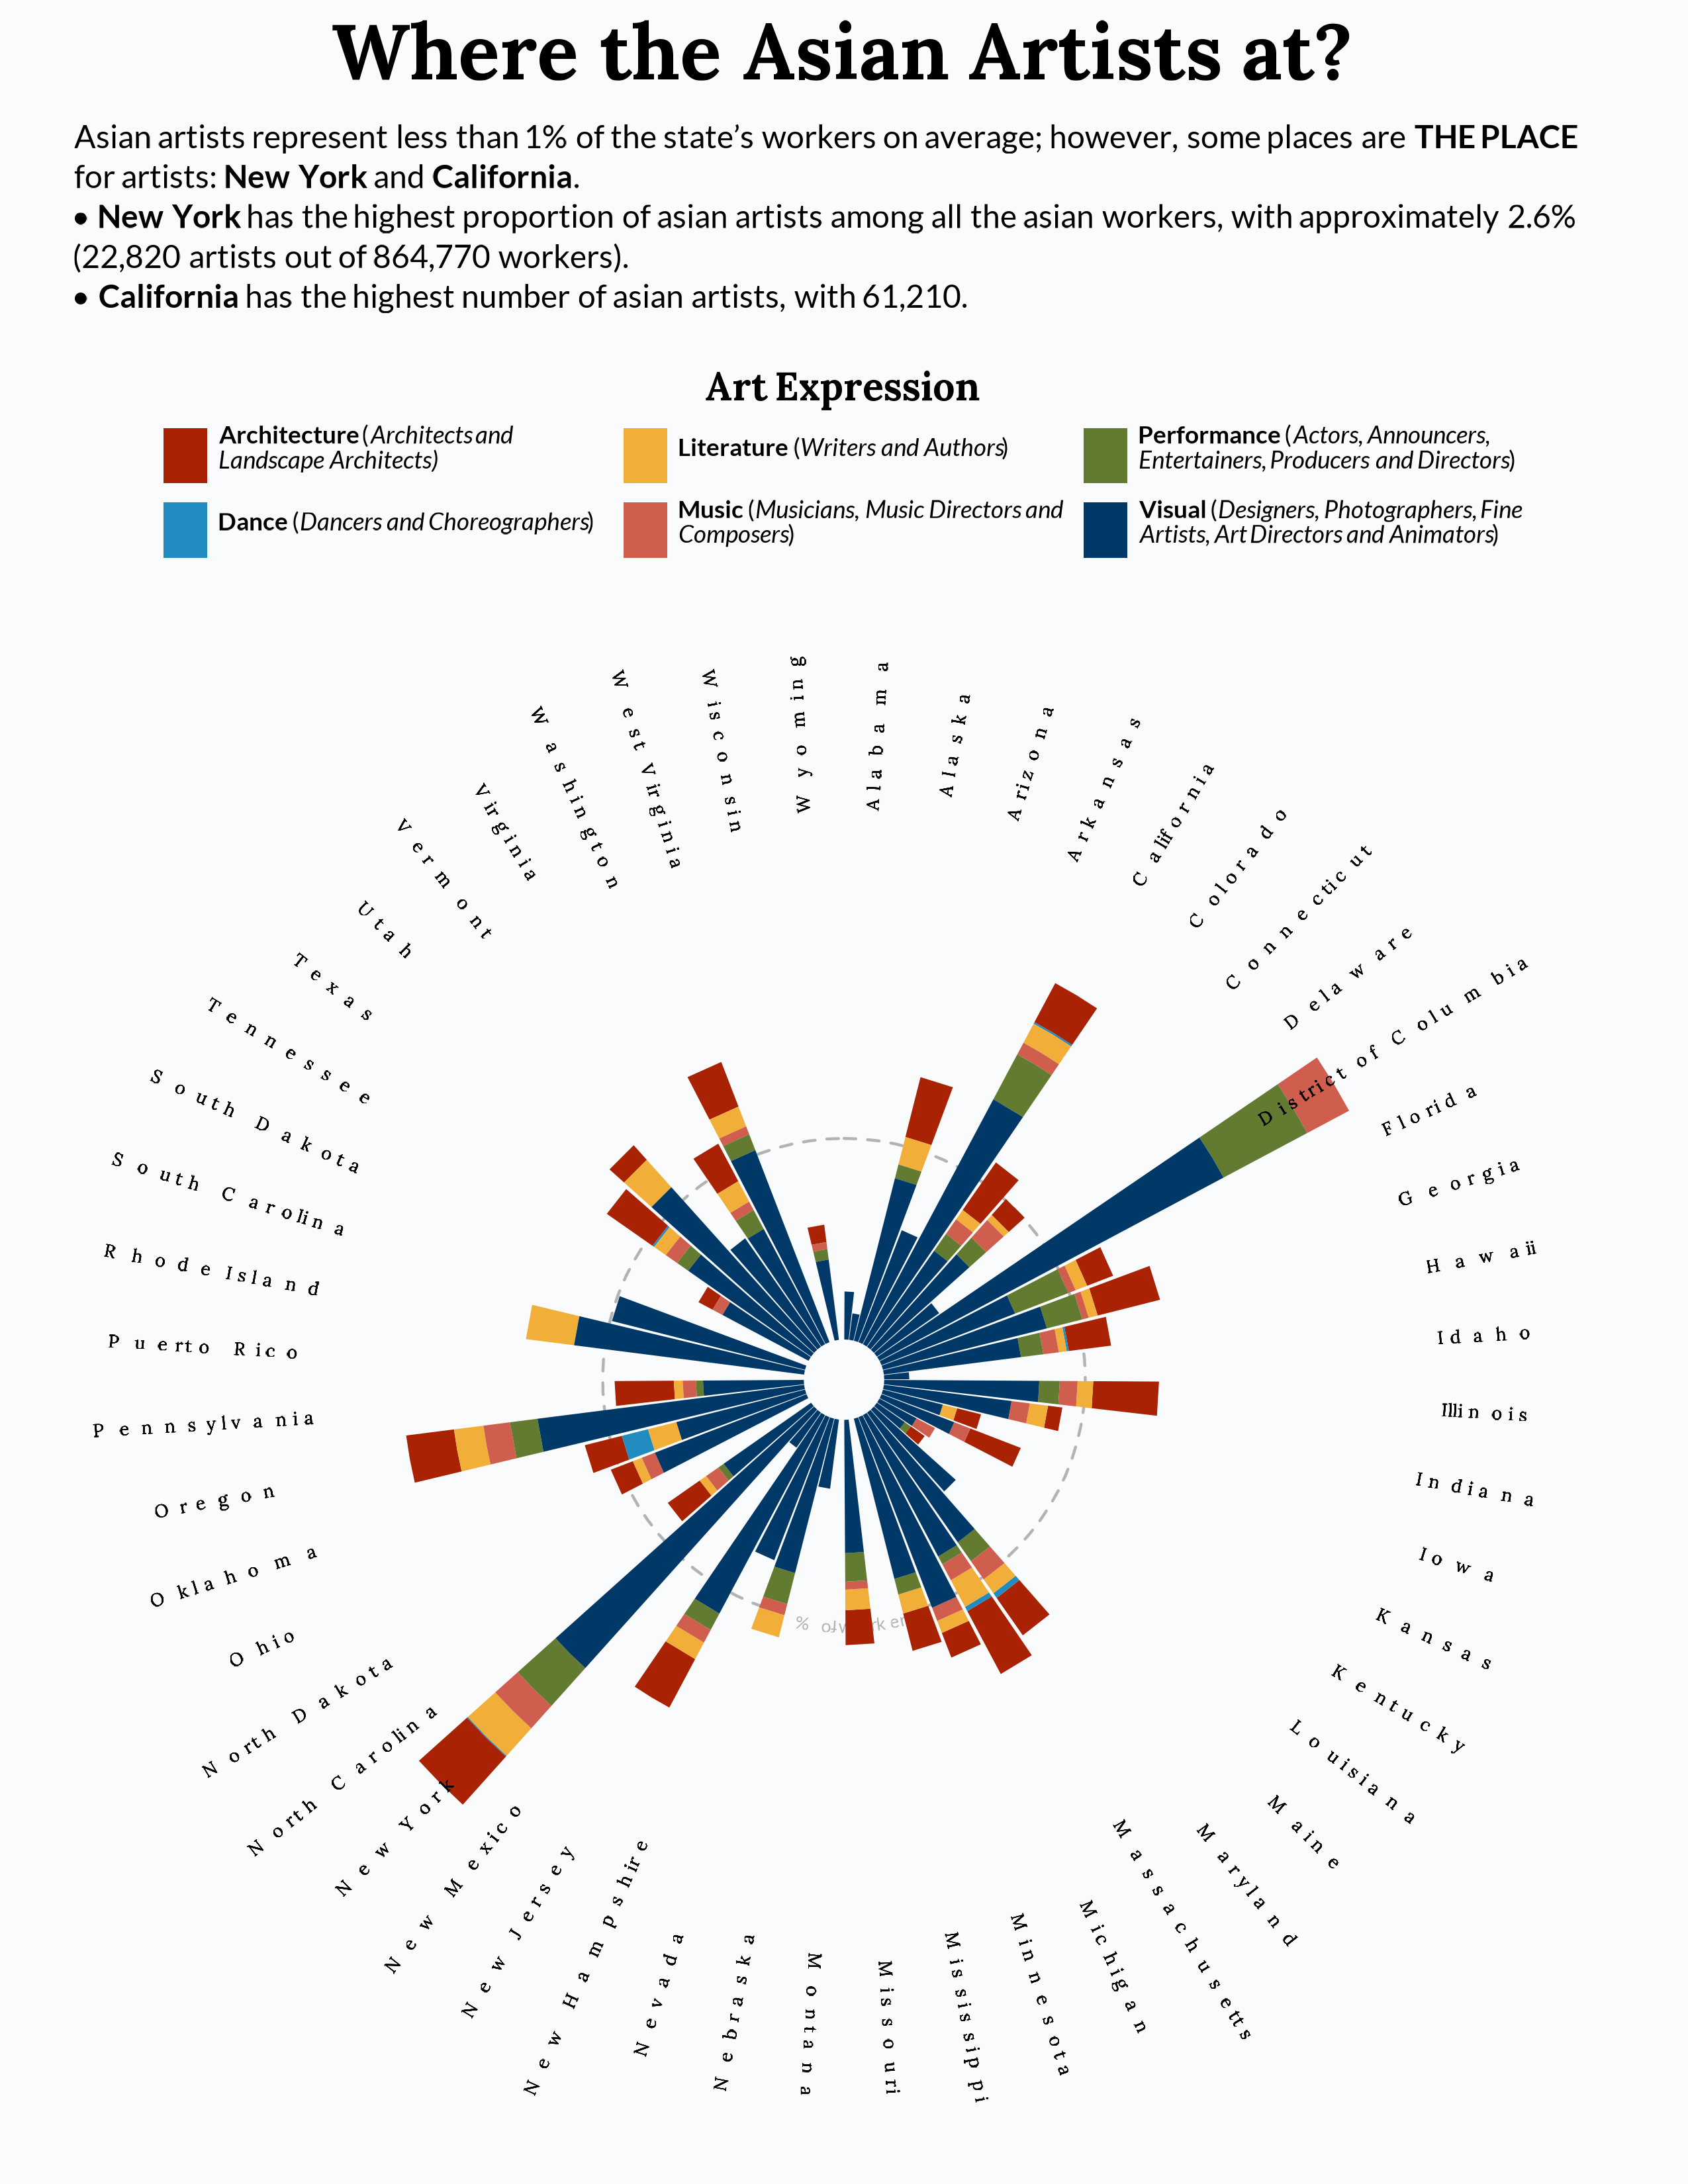 Where the Asian Artists at?
Asian artists represent less than 1% of the state's workers on average; however, some places are THE PLACE
for artists: New York and California.
• New York has the highest proportion of asian artists among all the asian workers, with approximately 2.6%
(22,820 artists out of 864,770 workers).
• California has the highest number of asian artists, with 61,210.
Art Expression
Architecture (Architects and
Landscape Architects)
Literature (Writers and Authors)
Performance (Actors, Announcers,
Entertainers, Producers and Directors)
Dance (Dancers and Choreographers)
Music (Musicians, Music Directors and
Composers)
Visual (Designers, Photographers, Fine
Artists, Art Directors and Animators)
Alabama
Alaska
Arizona
Arkansas
California
Colorado
Connecticut
Delaware
District of Columbia
Florida
Georgia
Hawaii
Idaho
Illinois
Indiana
Iowa
Kansas
Kentucky
Louisiana
Maine
Maryland
Massachusetts
Michigan
Minnesota
Mississippi
Missouri
Montana
Nebraska
Nevada
New Hampshire
New Jersey
New Mexico
New York
North Carolina
North Dakota
Ohio
Oklahoma
Oregon
Pennsylvania
Puerto Rico
Rhode Island
South Carolina
South Dakota
Tennessee
Texas
Utah
Vermont
Virginia
Washington
West Virginia
Wisconsin
Wyoming